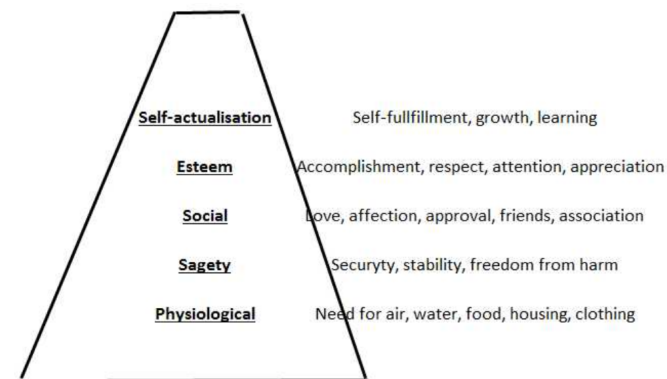 Self-actualisation Self-fullfillment, growth, learning
Esteem Accomplishment, respect, attention, appreciation
Social Love, affection, approval, friends, association
Sagety Securyty, stability, freedom from harm
Physiological Need for air, water, food, housing, clothing